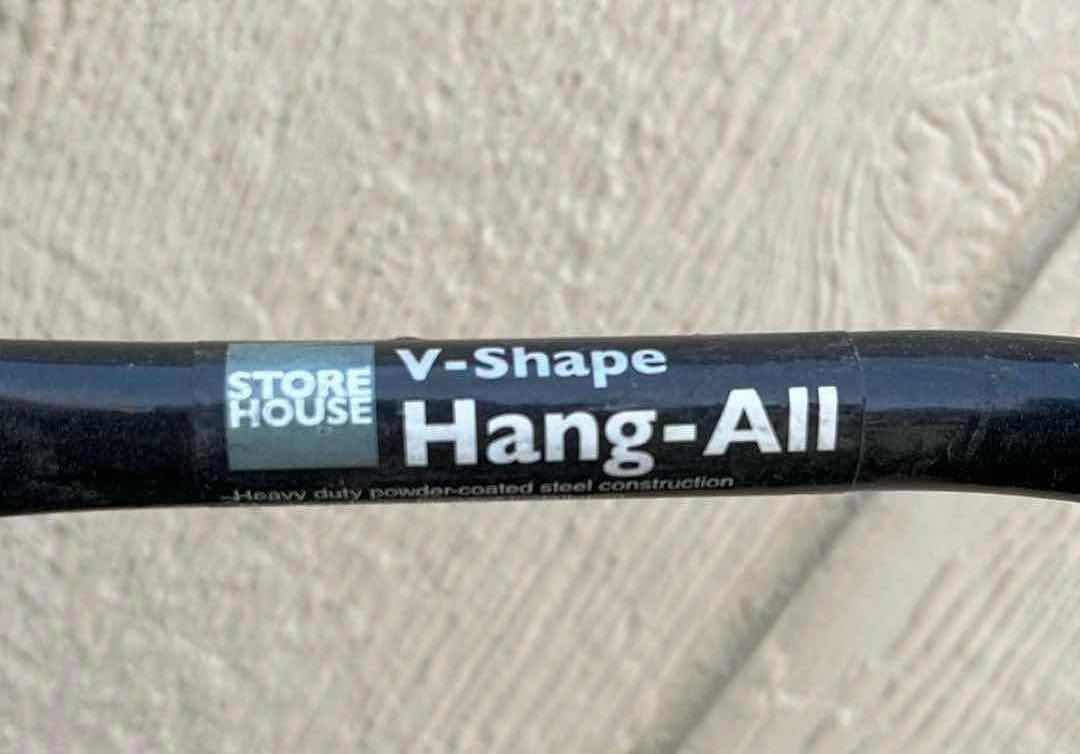 STORE
HOUSE
V-Shape
Hang-All
-Heavy duty powder-coated steel construction